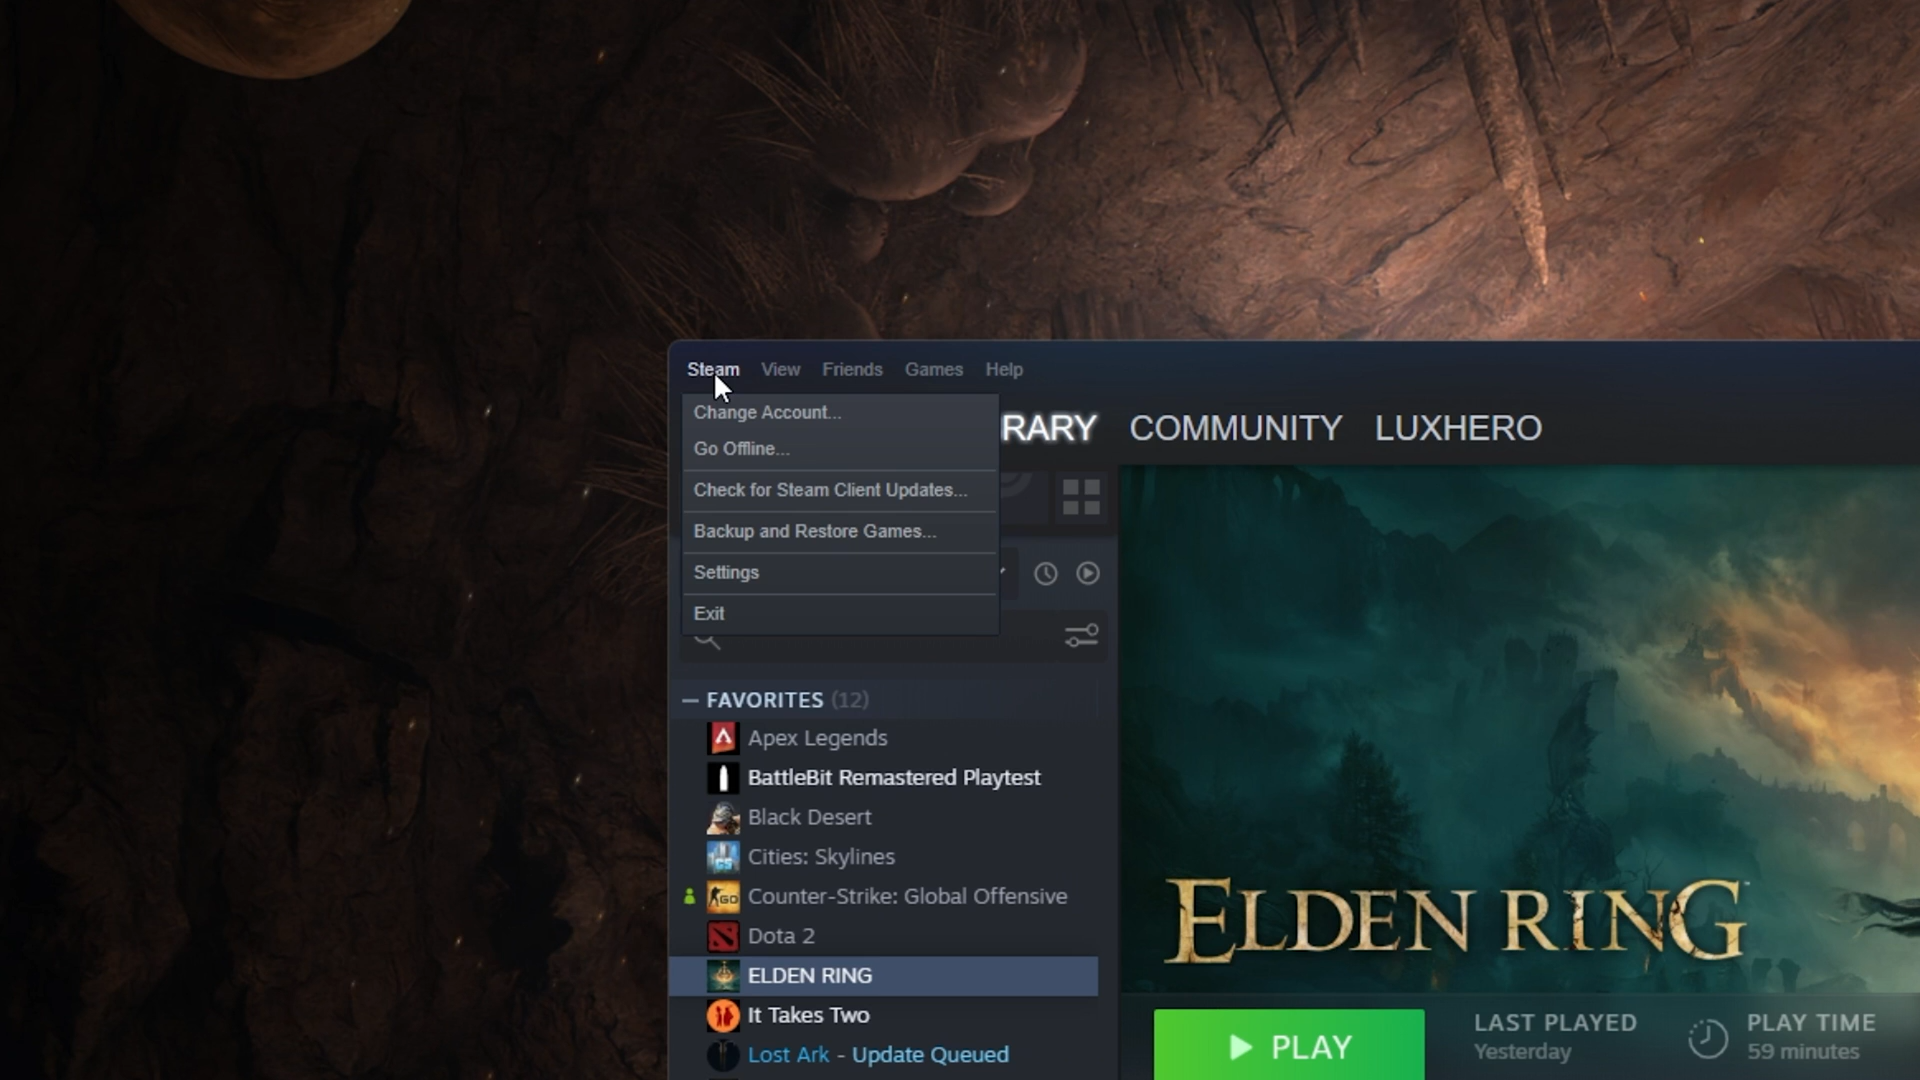 Steam View Friends Games Help
Change Account...
Go Offline...
Check for Steam Client Updates...
Backup and Restore Games...
Settings
Exit
RARY COMMUNITY LUXHERO
FAVORITES (12)
Apex Legends
BattleBit Remastered Playtest
Black Desert
Cities: Skylines
Counter-Strike: Global Offensive
Dota 2
ELDEN RING
It Takes Two
Lost Ark - Update Queued
ELDEN RING
PLAY
LAST PLAYED
Yesterday
PLAY TIME
59 minutes